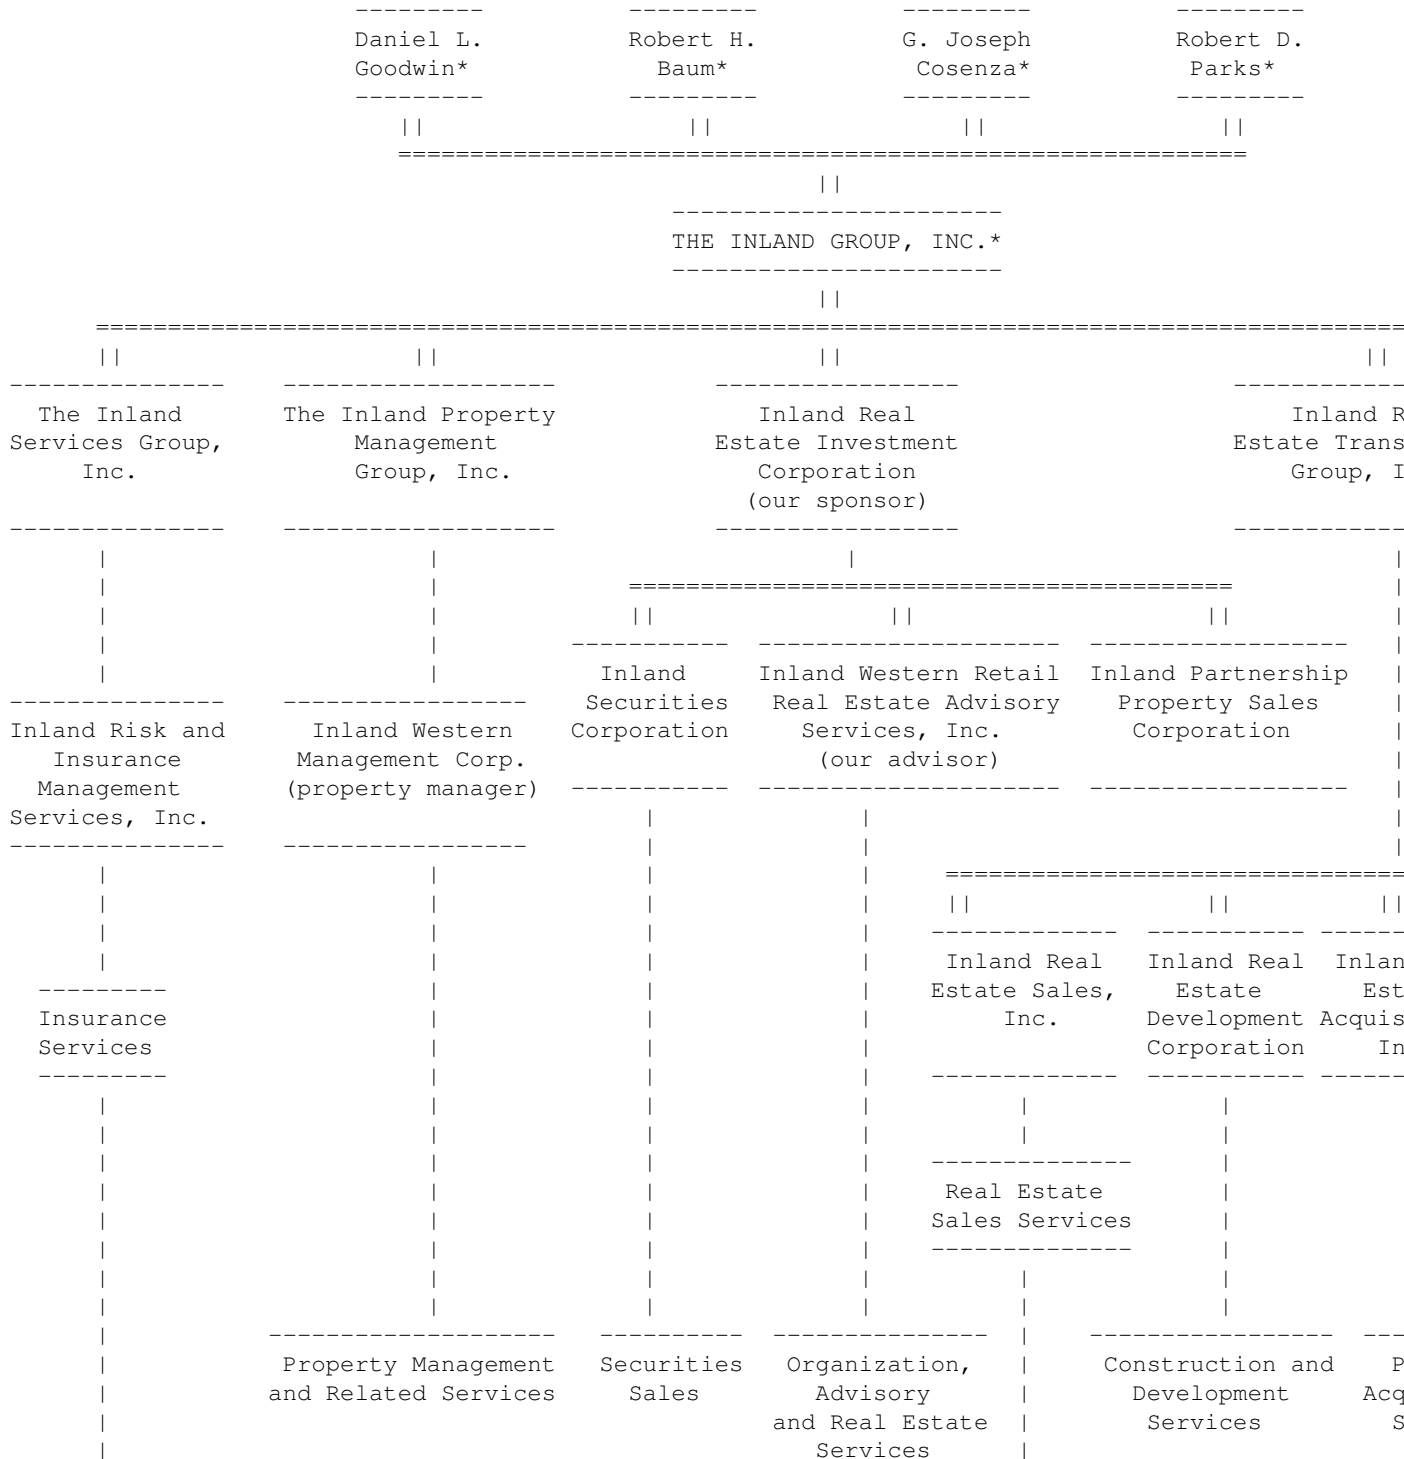 Daniel L. Robert H. G. Joseph Robert D.
Goodwin* Baum* Cosenza* Parks*
THE INLAND GROUP, INC.*
The Inland The Inland Property Inland Real Inland
Services Group, Management Estate Investment Estate
Inc. Group, Inc. Corporation Group,
(our sponsor)
Inland Inland Western Retail Inland Partnership
Securities Real Estate Advisory Property Sales
Inland Risk and Inland Western Corporation Services, Inc. Corporation
Insurance Management Corp. (our advisor)
Management (property manager)
Services, Inc.
Inland Real Inland Real
Estate Sales, Estate
Insurance Inc. Development
Services Corporation
Real Estate
Sales Services
Property Management Securities Organization, Construction and
and Related Services Sales Advisory Development
and Real Estate Services
Services